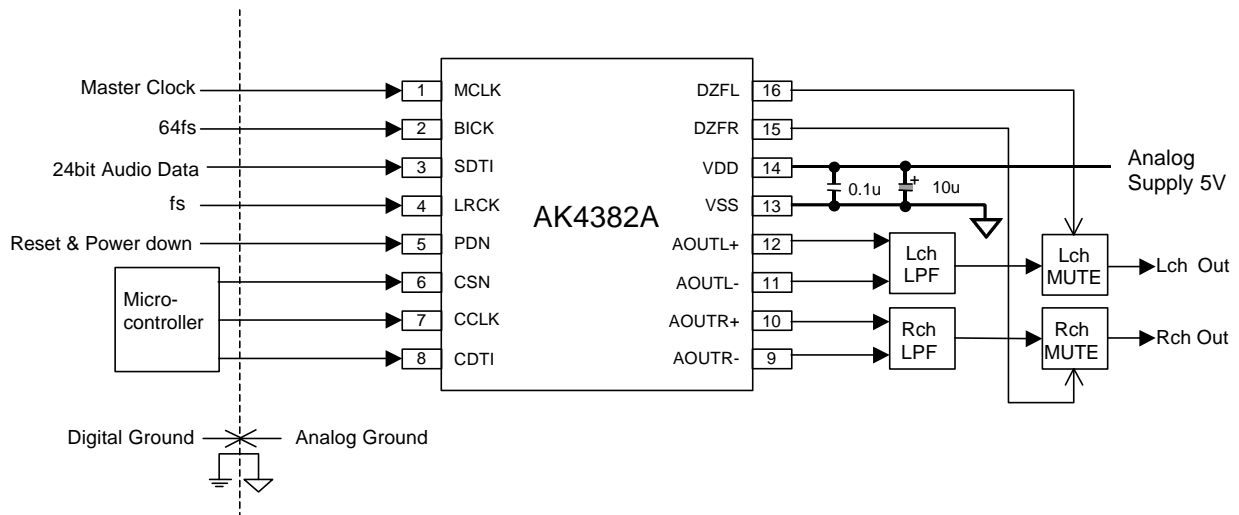 Master Clock
64fs
24bit Audio Data
fs
Reset & Power down
Micro-
controller
1
2
3
4
5
6
7
8
MCLK
BICK
SDTI
LRCK
PDN
CSN
CCLK
CDTI
AK4382A
DZFL
DZFR
VDD
VSS
AOUTL+
AOUTL-
AOUTR+
AOUTR-
16
15
14
13
12
11
10
9
0.1u
+
10u
Analog
Supply 5V
Lch
LPF
Rch
LPF
Lch
MUTE
Rch
MUTE
Lch Out
Rch Out
Digital Ground
Analog Ground